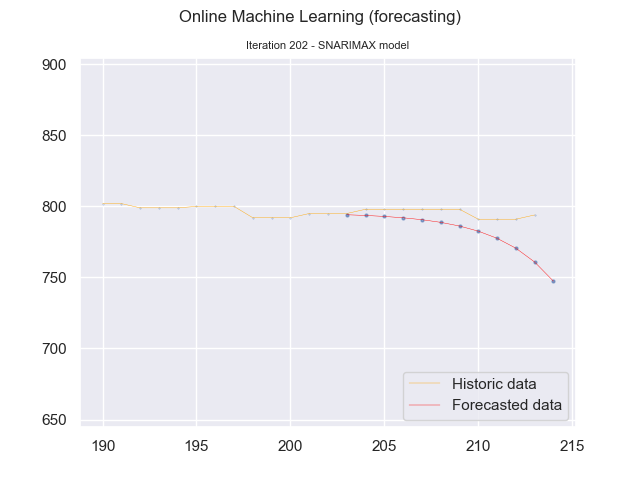 Online Machine Learning (forecasting)
Iteration 202 - SNARIMAX model
900
850
800
750
700
650
190 195 200 205 210 215
Historic data
Forecasted data